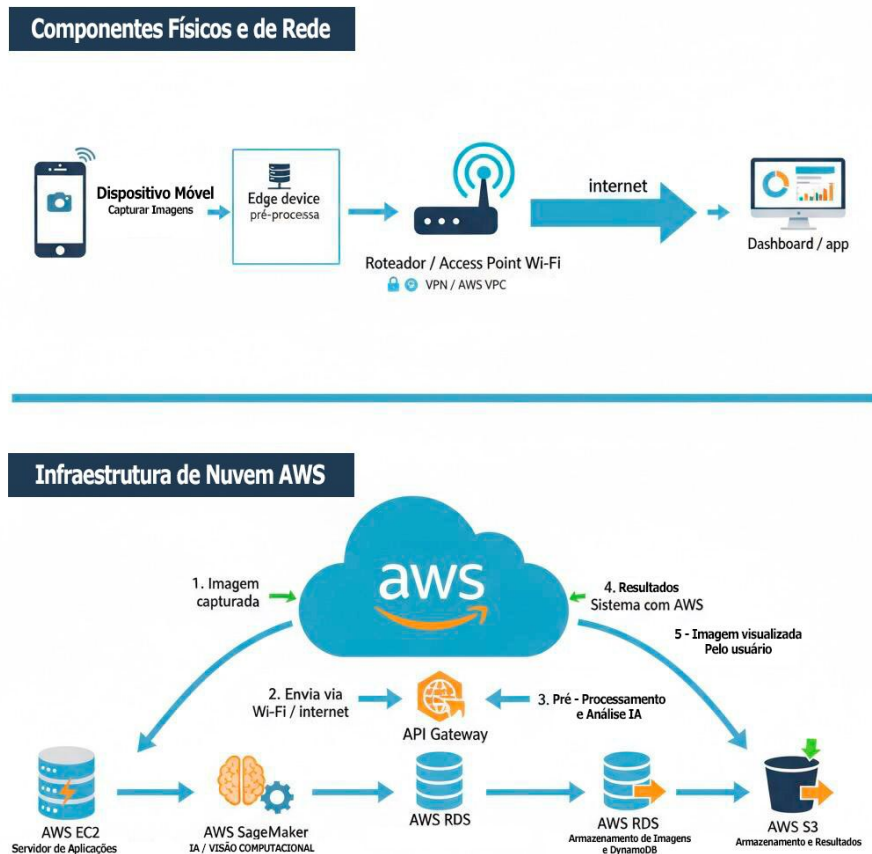 Componentes Físicos e de Rede
Dispositivo Móvel
Capturar Imagens
Edge device
pré-processa
Roteador / Access Point Wi-Fi
VPN / AWS VPC
internet
Dashboard / app
Infraestrutura de Nuvem AWS
aws
1. Imagem
capturada
4. Resultados
Sistema com AWS
5 - Imagem visualizada
Pelo usuário
2. Envia via
Wi-Fi / internet
API Gateway
3. Pré - Processamento
e Análise IA
AWS EC2
Servidor de Aplicações
AWS SageMaker
IA / VISÃO COMPUTACIONAL
AWS RDS
AWS RDS
Armazenamento de Imagens
e DynamoDB
AWS S3
Armazenamento e Resultados